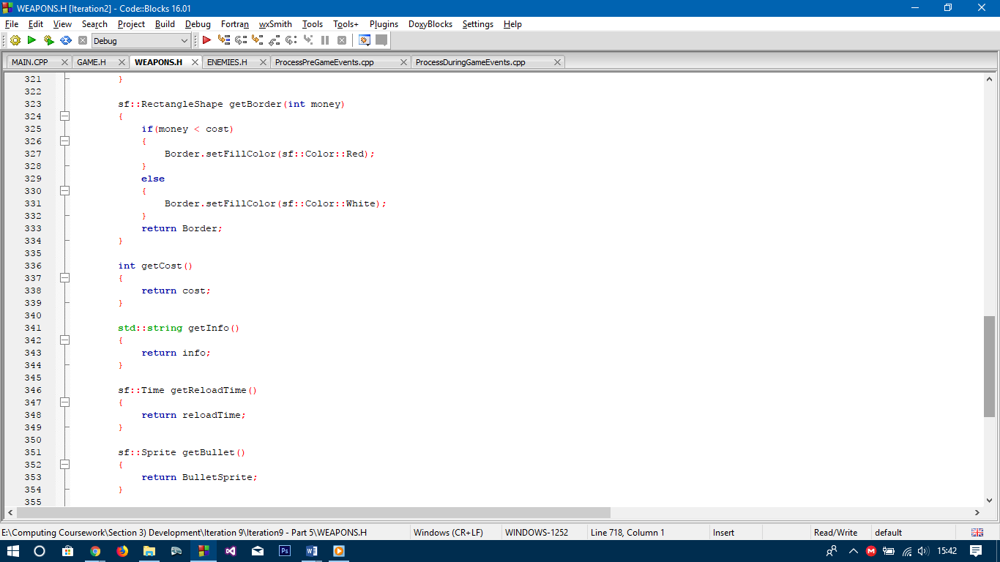 WEAPONS.H [Iteration2] - Code::Blocks 16.01
File Edit View Search Project Build Debug Fortran wxSmith Tools Tools+ Plugins DoxyBlocks Settings Help
Debug
MAIN.CPP GAME.H WEAPONS.H ENEMIES.H ProcessPreGameEvents.cpp ProcessDuringGameEvents.cpp
321 }
322
323 sf::RectangleShape getBorder(int money)
324 {
325 if(money < cost)
326 {
327 Border.setFillColor(sf::Color::Red);
328 }
329 else
330 {
331 Border.setFillColor(sf::Color::White);
332 }
333 return Border;
334 }
335
336 int getCost()
337 {
338 return cost;
339 }
340
341 std::string getInfo()
342 {
343 return info;
344 }
345
346 sf::Time getReloadTime()
347 {
348 return reloadTime;
349 }
350
351 sf::Sprite getBullet()
352 {
353 return BulletSprite;
354 }
355
E:\Computing Coursework\Section 3) Development\Iteration 9\Iteration9 - Part 5\WEAPONS.H Windows (CR+LF) WINDOWS-1252 Line 718, Column 1 Insert Read/Write default
Ps W M 15:42